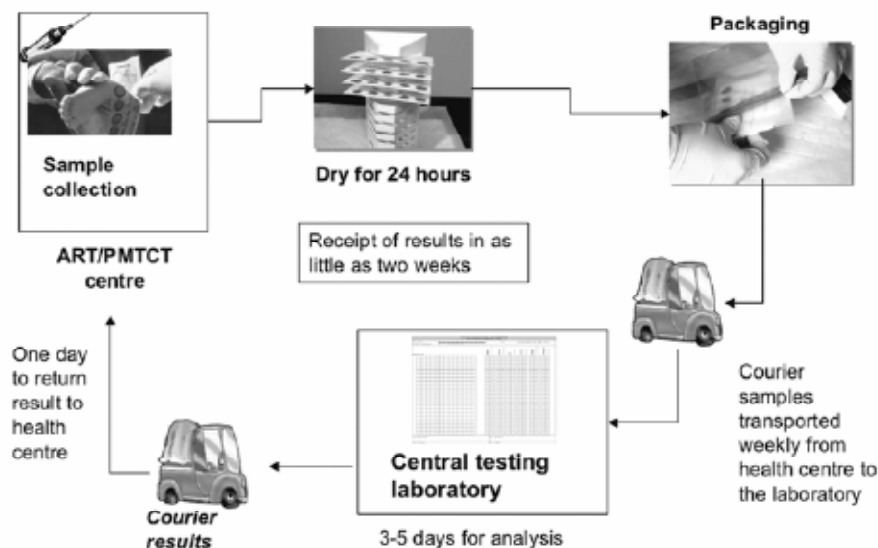 Packaging
Sample
collection
Dry for 24 hours
ART/PMTCT
centre
Receipt of results in as
little as two weeks
One day
to return
result to
health
centre
Courier
samples
transported
weekly from
health centre to
the laboratory
Central testing
laboratory
Courier
results
3-5 days for analysis